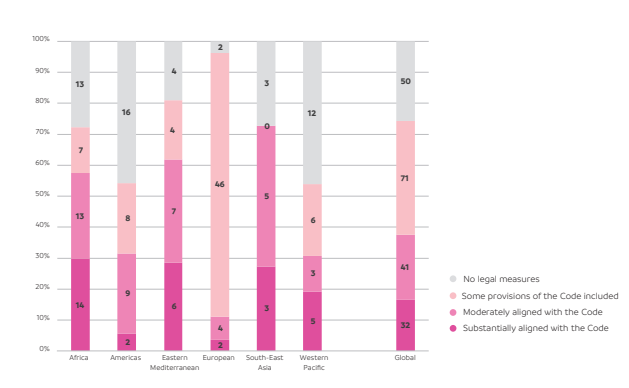 100%
90%
80%
70%
60%
50%
40%
30%
20%
10%
0%
13
7
13
14
16
8
9
2
4
4
7
6
2
46
4
2
3
0
5
3
12
6
3
5
50
71
41
32
Africa
Americas
Eastern
Mediterranean
European
South-East
Asia
Western
Pacific
Global
No legal measures
Some provisions of the Code included
Moderately aligned with the Code
Substantially aligned with the Code